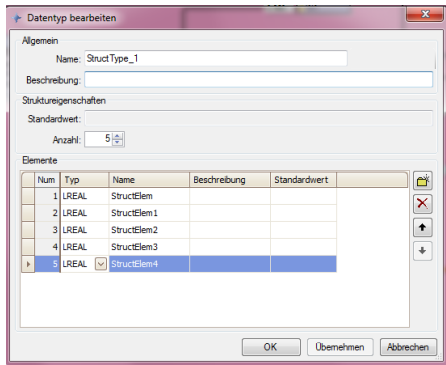 Datentyp bearbeiten
Allgemein
Name: StructType_1
Beschreibung:
Struktureigenschaften
Standardwert:
Anzahl: 5
Elemente
Num Typ Name Beschreibung Standardwert
1 LREAL StructElem
2 LREAL StructElem1
3 LREAL StructElem2
4 LREAL StructElem3
5 LREAL StructElem4
OK Übernehmen Abbrechen